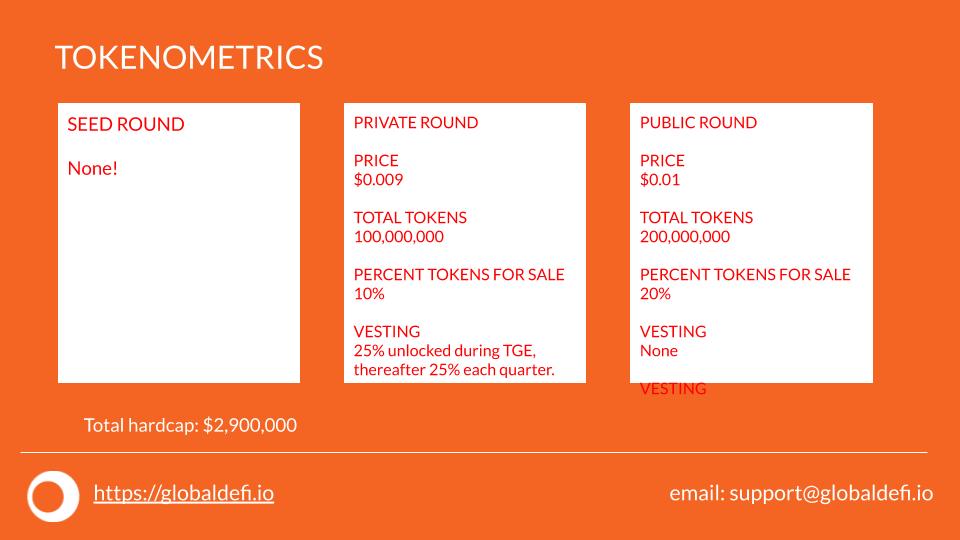 TOKENOMETRICS
SEED ROUND
None!
PRIVATE ROUND
PRICE
$0.009
TOTAL TOKENS
100,000,000
PERCENT TOKENS FOR SALE
10%
VESTING
25% unlocked during TGE,
thereafter 25% each quarter.
PUBLIC ROUND
PRICE
$0.01
TOTAL TOKENS
200,000,000
PERCENT TOKENS FOR SALE
20%
VESTING
None
VESTING
Total hardcap: $2,900,000
https://globaldefi.io
email: support@globaldefi.io